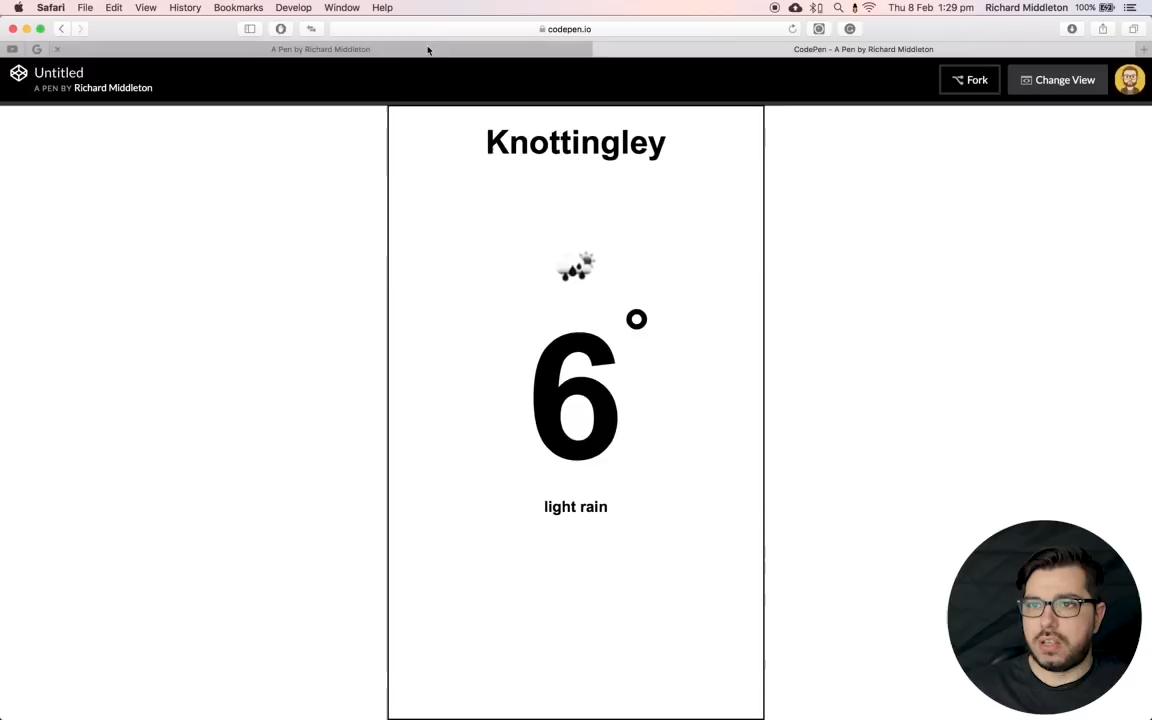 Safari File Edit View History Bookmarks Develop Window Help Thu 8 Feb 1:29 pm Richard Middleton 100%
codepen.io
A Pen by Richard Middleton CodePen - A Pen by Richard Middleton
Untitled
A PEN BY Richard Middleton
Fork Change View
Knottingley
6°
light rain